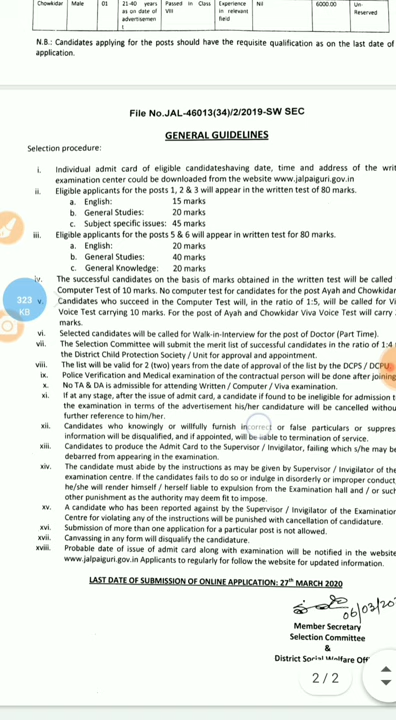 Chowkidar Male 01 21-40 years Passed in Class Experience Nil 6000.00 Un-
as on date of VIII in relevant Reserved
advertisemen field
t
N.B.: Candidates applying for the posts should have the requisite qualification as on the last date of
application.
File No.JAL-46013(34)/2/2019-SW SEC
GENERAL GUIDELINES
Selection procedure:
i. Individual admit card of eligible candidateshaving date, time and address of the writ
examination center could be downloaded from the website www.jalpaiguri.gov.in
ii. Eligible applicants for the posts 1, 2 & 3 will appear in the written test of 80 marks.
a. English: 15 marks
b. General Studies: 20 marks
c. Subject specific issues: 45 marks
iii. Eligible applicants for the posts 5 & 6 will appear in written test for 80 marks.
a. English: 20 marks
b. General Studies: 40 marks
c. General Knowledge: 20 marks
iv. The successful candidates on the basis of marks obtained in the written test will be called
Computer Test of 10 marks. No computer test for candidates for the post Ayah and Chowkidar
323 v. Candidates who succeed in the Computer Test will, in the ratio of 1:5, will be called for Vi
KB Voice Test carrying 10 marks. For the post of Ayah and Chowkidar Viva Voice Test will carry
marks.
vi. Selected candidates will be called for Walk-in-Interview for the post of Doctor (Part Time).
vii. The Selection Committee will submit the merit list of successful candidates in the ratio of 1:4
the District Child Protection Society / Unit for approval and appointment.
viii. The list will be valid for 2 (two) years from the date of approval of the list by the DCPS / DCPU.
ix. Police Verification and Medical examination of the contractual person will be done after joining
x. No TA & DA is admissible for attending Written / Computer / Viva examination.
xi. If at any stage, after the issue of admit card, a candidate if found to be ineligible for admission t
the examination in terms of the advertisement his/her candidature will be cancelled withou
further reference to him/her.
xii. Candidates who knowingly or willfully furnish incorrect or false particulars or suppres
information will be disqualified, and if appointed, will be liable to termination of service.
xiii. Candidates to produce the Admit Card to the Supervisor / Invigilator, failing which s/he may be
debarred from appearing in the examination.
xiv. The candidate must abide by the instructions as may be given by Supervisor / Invigilator of the
examination centre. If the candidates fails to do so or indulge in disorderly or improper conduct
he/she will render himself / herself liable to expulsion from the Examination hall and / or such
other punishment as the authority may deem fit to impose.
xv. A candidate who has been reported against by the Supervisor / Invigilator of the Examination
Centre for violating any of the instructions will be punished with cancellation of candidature.
xvi. Submission of more than one application for a particular post is not allowed.
xvii. Canvassing in any form will disqualify the candidature.
xviii. Probable date of issue of admit card along with examination will be notified in the website
www.jalpaiguri.gov.in Applicants to regularly for follow the website for updated information.
LAST DATE OF SUBMISSION OF ONLINE APPLICATION: 27th MARCH 2020
06/03/20
Member Secretary
Selection Committee
&
District Social Welfare Off
2 / 2